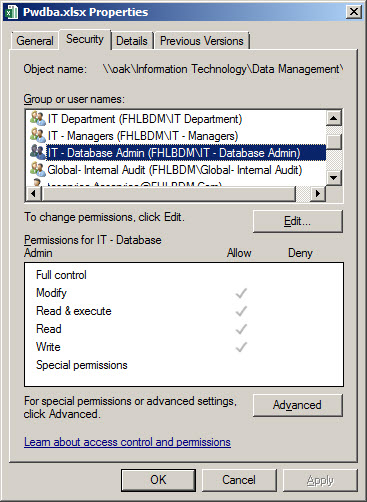 Pwdba.xlsx Properties
General Security Details Previous Versions
Object name: \\oak\Information Technology\Data Management\
Group or user names:
IT Department (FHLBDM\IT Department)
IT - Managers (FHLBDM\IT - Managers)
IT - Database Admin (FHLBDM\IT - Database Admin)
Global- Internal Audit (FHLBDM\Global- Internal Audit)
To change permissions, click Edit.
Edit...
Permissions for IT - Database
Admin Allow Deny
Full control
Modify
Read & execute
Read
Write
Special permissions
For special permissions or advanced settings,
click Advanced.
Advanced
Learn about access control and permissions
OK Cancel Apply